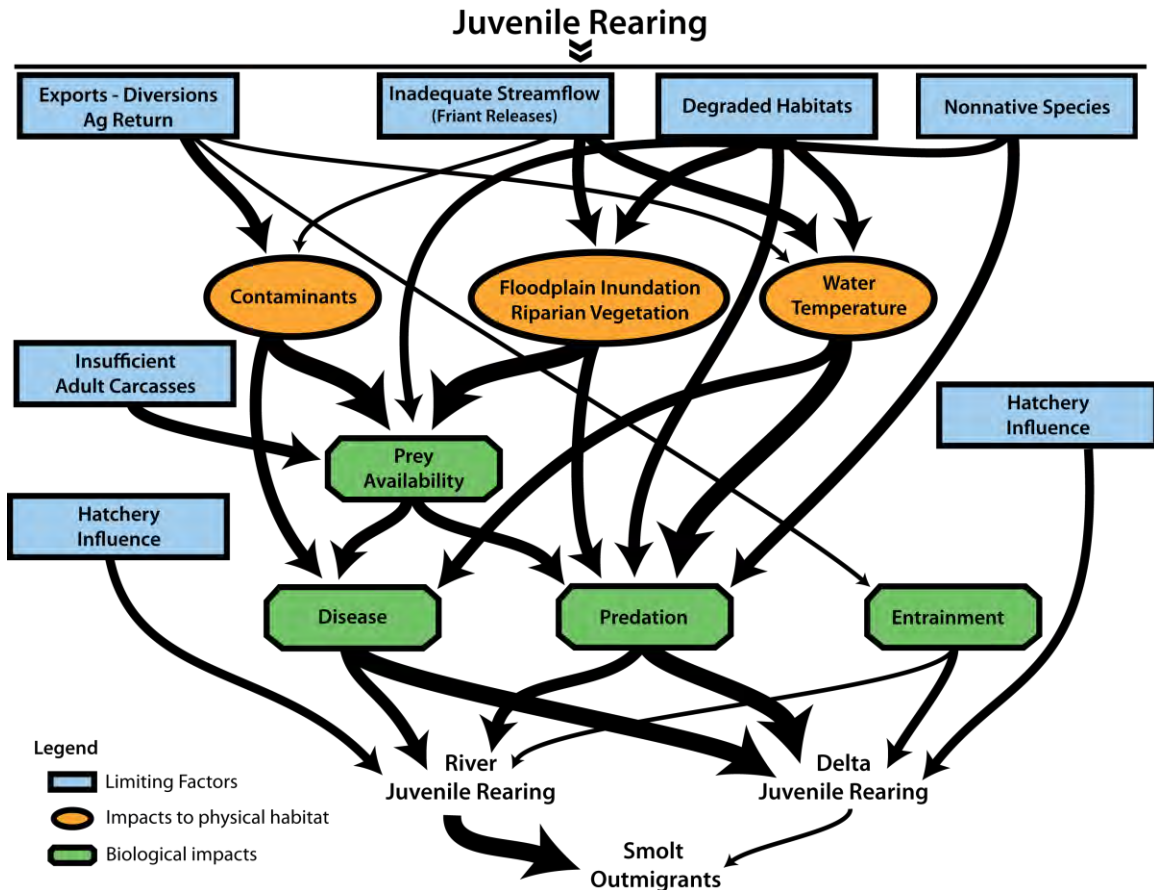 Juvenile Rearing
Exports - Diversions
Ag Return
Inadequate Streamflow
(Friant Releases)
Degraded Habitats
Nonnative Species
Contaminants
Floodplain Inundation
Riparian Vegetation
Water
Temperature
Insufficient
Adult Carcasses
Hatchery
Influence
Prey
Availability
Hatchery
Influence
Disease
Predation
Entrainment
Legend
Limiting Factors
Impacts to physical habitat
Biological impacts
River
Juvenile Rearing
Delta
Juvenile Rearing
Smolt
Outmigrants